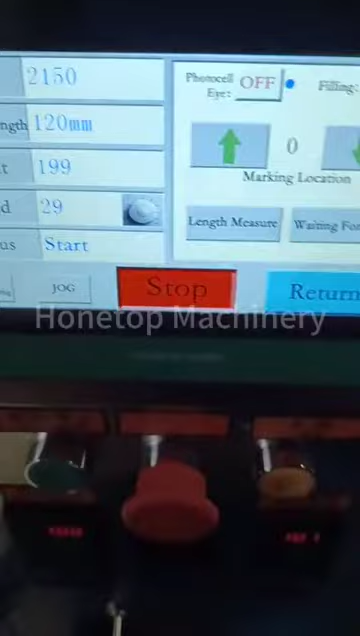 2150
Photocell
Eye:
OFF
Filling:
ngth
120mm
0
t
199
Marking Location
d
29
Length Measure
Waiting For
us
Start
JOG
Stop
Return
Honetop Machinery